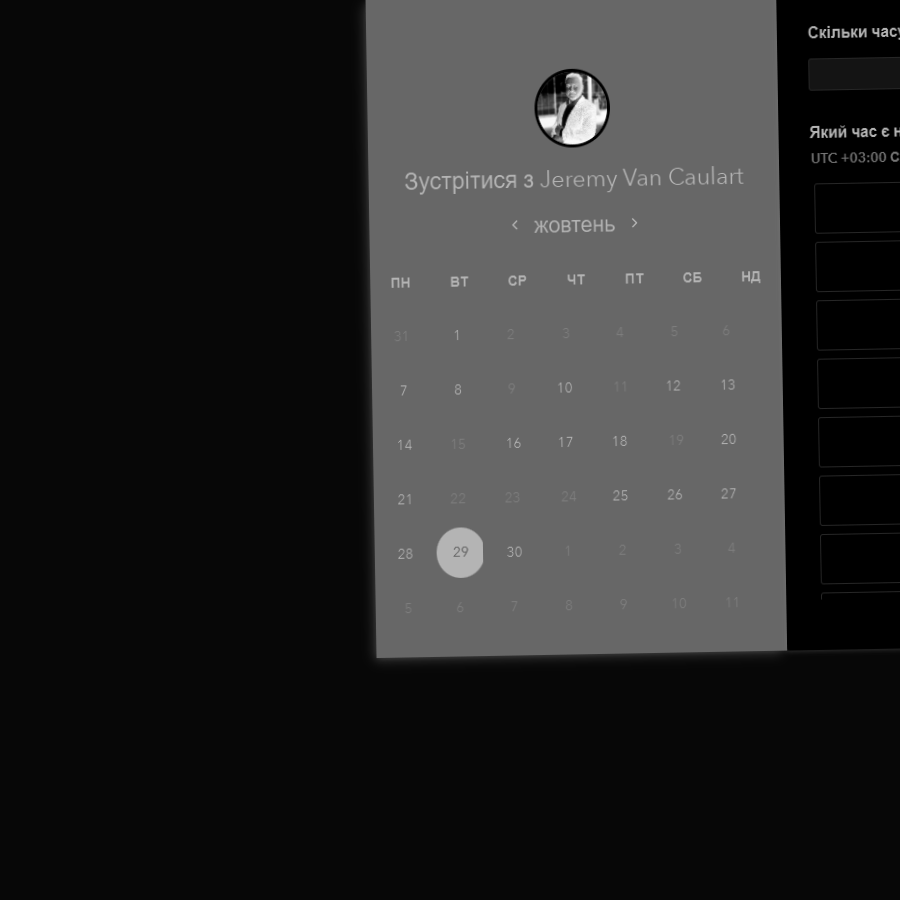 Зустрітися з Jeremy Van Caulart
жовтень
ПН ВТ СР ЧТ ПТ СБ НД
31 1 2 3 4 5 6
7 8 9 10 11 12 13
14 15 16 17 18 19 20
21 22 23 24 25 26 27
28 29 30 1 2 3 4
5 6 7 8 9 10 11
Скільки часу
Який час є
UTC +03:00